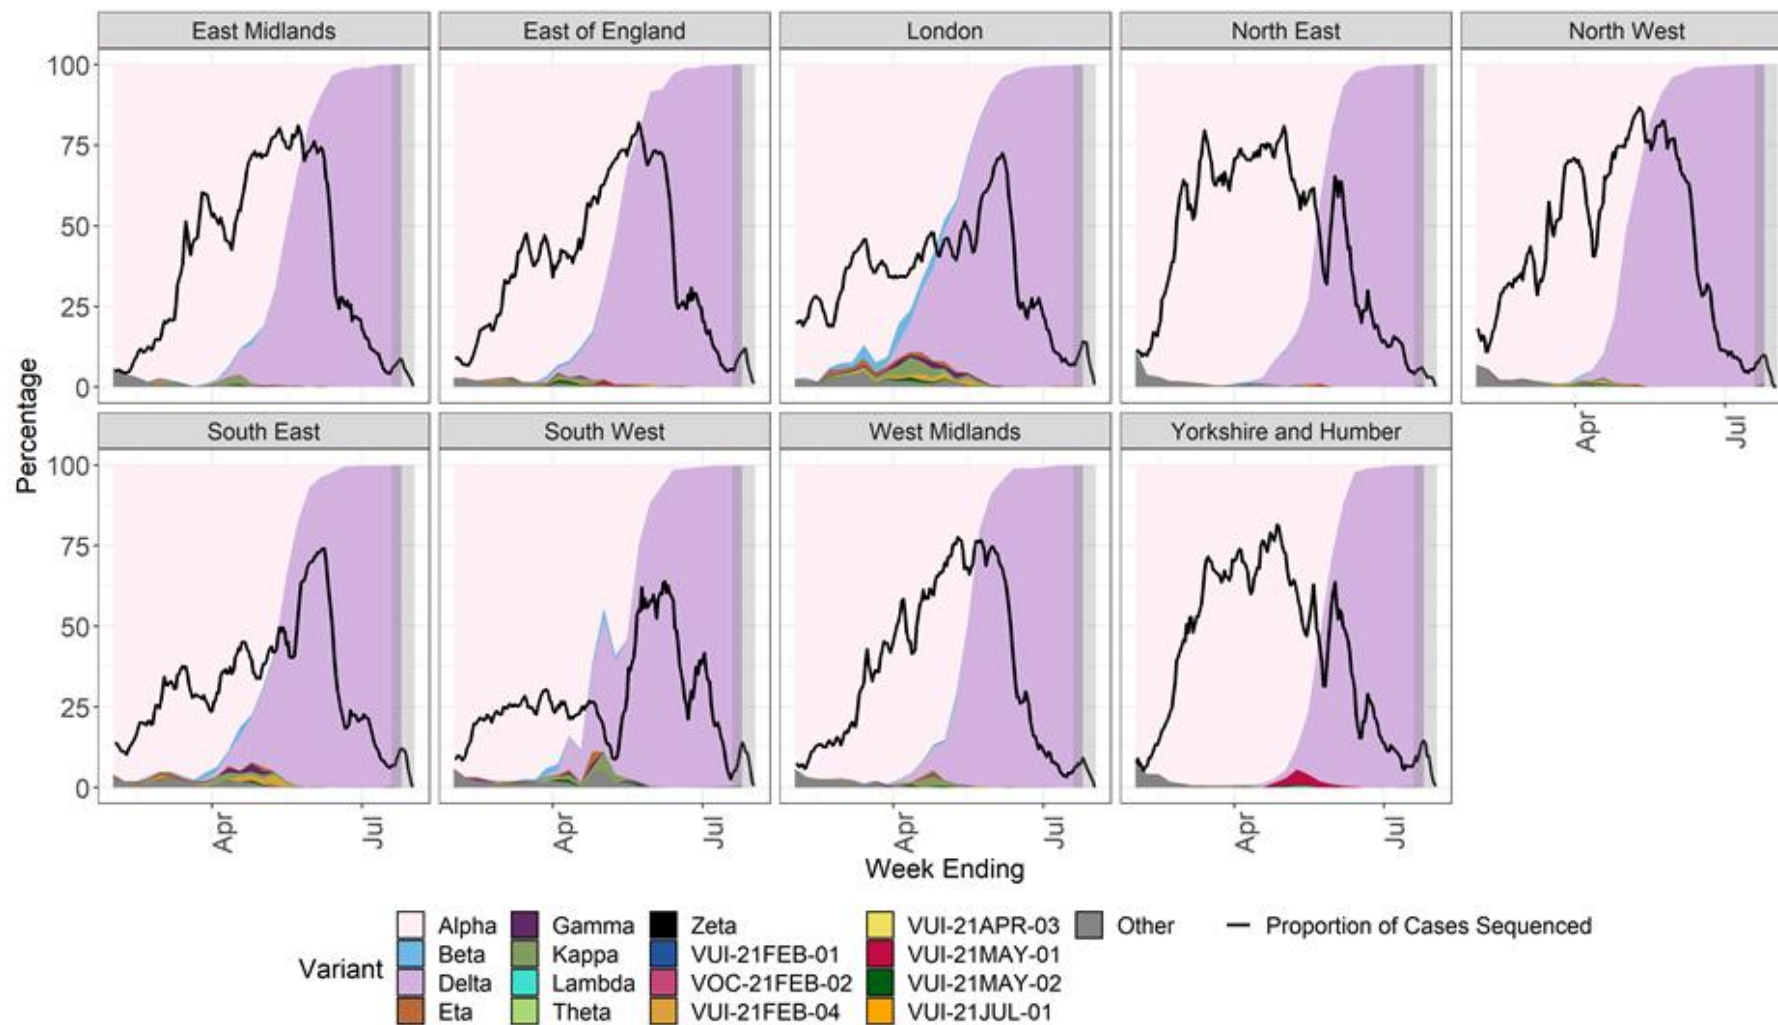 East Midlands East of England London North East North West
100
75
50
25
0
Apr Jul
South East South West West Midlands Yorkshire and Humber
100
75
50
25
0
Apr Jul Apr Jul Apr Jul Apr Jul
Percentage
Week Ending
Variant
Alpha Gamma Zeta VUI-21APR-03 Other Proportion of Cases Sequenced
Beta Kappa VUI-21FEB-01 VUI-21MAY-01
Delta Lambda VOC-21FEB-02 VUI-21MAY-02
Eta Theta VUI-21FEB-04 VUI-21JUL-01